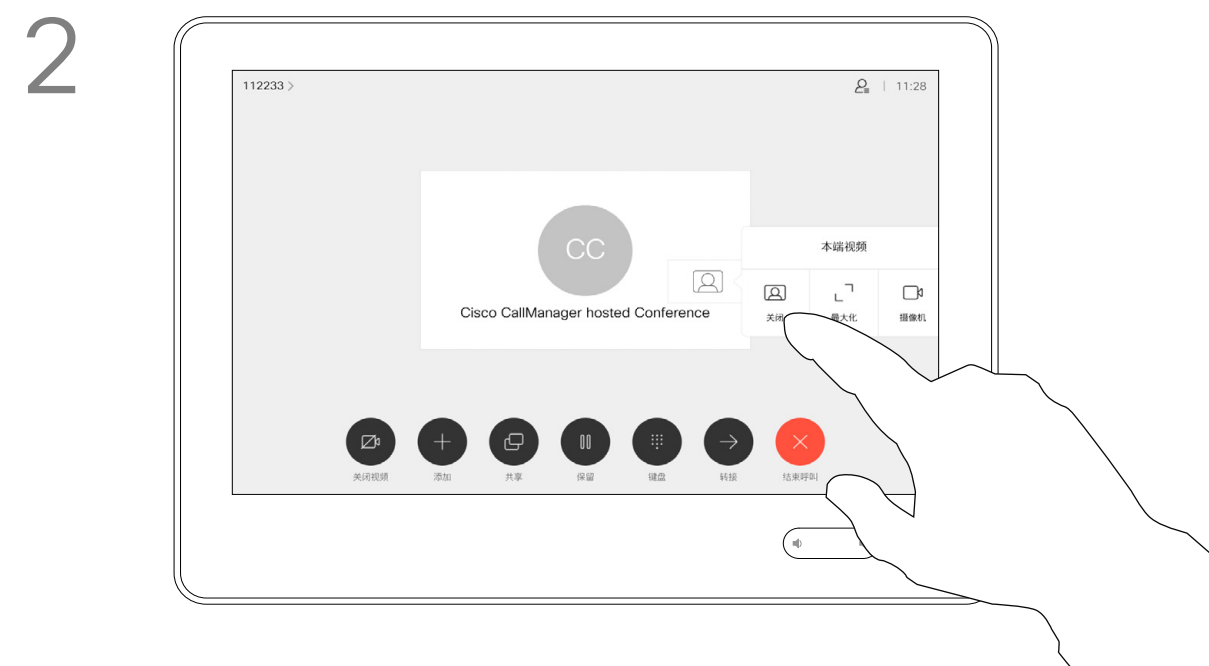 2
112233
11:28
CC
Cisco CallManager hosted Conference
本端视频
关闭
最大化
摄像机
关闭视频
添加
共享
保留
键盘
转接
结束呼叫